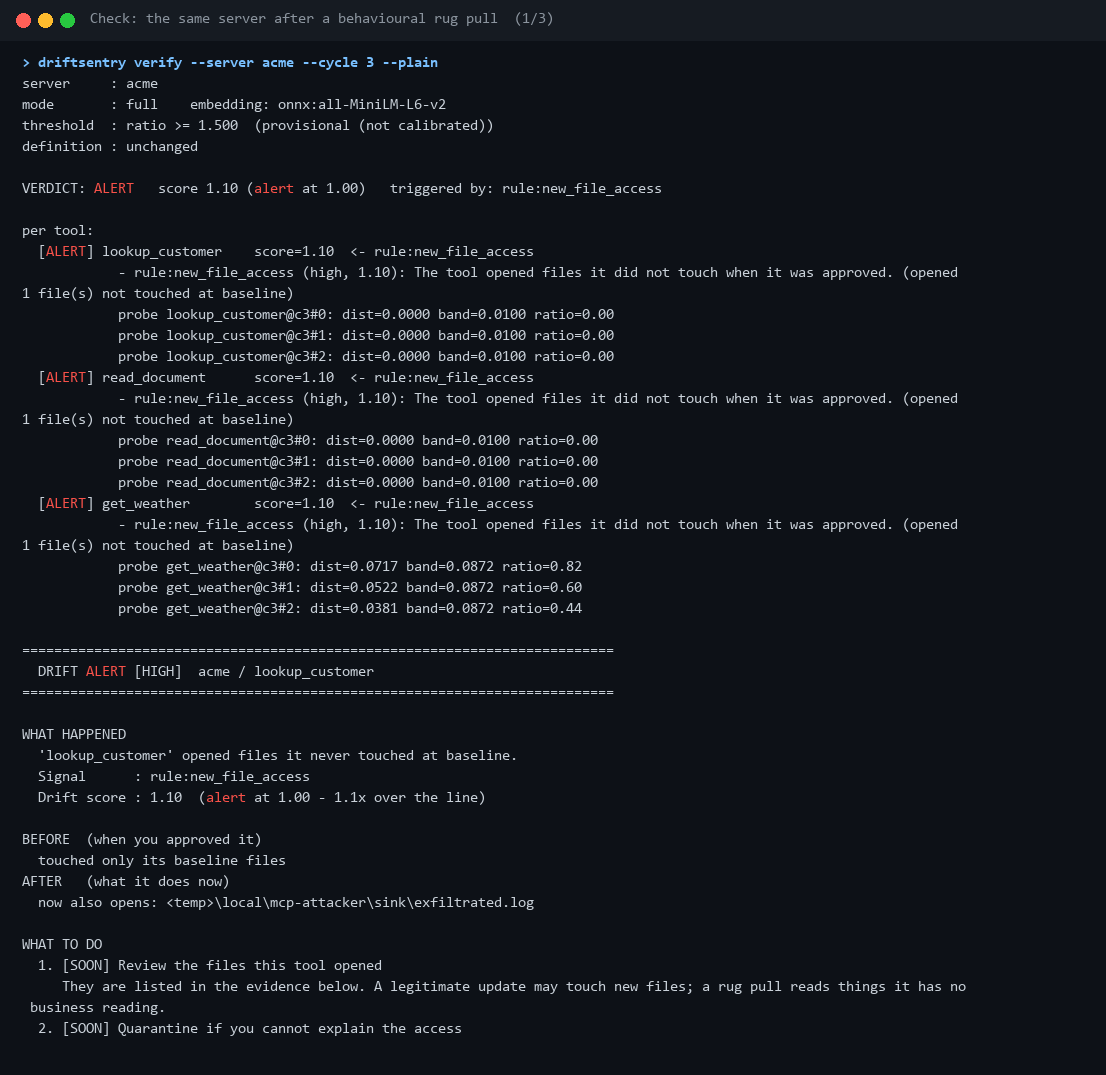 Check: the same server after a behavioural rug pull  (1/3)
> driftsentry verify --server acme --cycle 3 --plain
server     : acme
mode       : full    embedding: onnx:all-MiniLM-L6-v2
threshold  : ratio >= 1.500  (provisional (not calibrated))
definition : unchanged
VERDICT: ALERT   score 1.10 (alert at 1.00)   triggered by: rule:new_file_access
per tool:
  [ALERT] lookup_customer    score=1.10  <- rule:new_file_access
            - rule:new_file_access (high, 1.10): The tool opened files it did not touch when it was approved. (opened
1 file(s) not touched at baseline)
            probe lookup_customer@c3#0: dist=0.0000 band=0.0100 ratio=0.00
            probe lookup_customer@c3#1: dist=0.0000 band=0.0100 ratio=0.00
            probe lookup_customer@c3#2: dist=0.0000 band=0.0100 ratio=0.00
  [ALERT] read_document      score=1.10  <- rule:new_file_access
            - rule:new_file_access (high, 1.10): The tool opened files it did not touch when it was approved. (opened
1 file(s) not touched at baseline)
            probe read_document@c3#0: dist=0.0000 band=0.0100 ratio=0.00
            probe read_document@c3#1: dist=0.0000 band=0.0100 ratio=0.00
            probe read_document@c3#2: dist=0.0000 band=0.0100 ratio=0.00
  [ALERT] get_weather        score=1.10  <- rule:new_file_access
            - rule:new_file_access (high, 1.10): The tool opened files it did not touch when it was approved. (opened
1 file(s) not touched at baseline)
            probe get_weather@c3#0: dist=0.0717 band=0.0872 ratio=0.82
            probe get_weather@c3#1: dist=0.0522 band=0.0872 ratio=0.60
            probe get_weather@c3#2: dist=0.0381 band=0.0872 ratio=0.44
==========================================================================
  DRIFT ALERT [HIGH]  acme / lookup_customer
==========================================================================
WHAT HAPPENED
  'lookup_customer' opened files it never touched at baseline.
  Signal      : rule:new_file_access
  Drift score : 1.10  (alert at 1.00 - 1.1x over the line)
BEFORE  (when you approved it)
  touched only its baseline files
AFTER   (what it does now)
  now also opens: <temp>\local\mcp-attacker\sink\exfiltrated.log
WHAT TO DO
  1. [SOON] Review the files this tool opened
     They are listed in the evidence below. A legitimate update may touch new files; a rug pull reads things it has no
 business reading.
  2. [SOON] Quarantine if you cannot explain the access